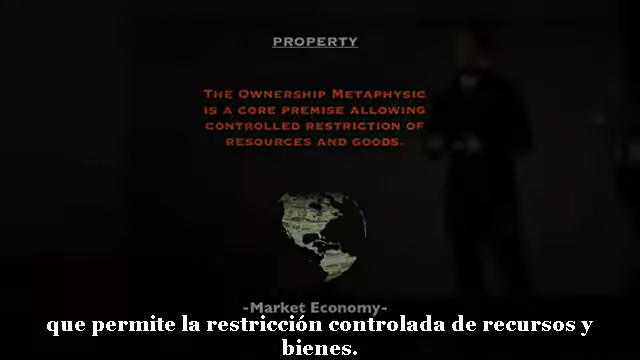 PROPERTY
THE OWNERSHIP METAPHYSIC
IS A CORE PREMISE ALLOWING
CONTROLLED RESTRICTION OF
RESOURCES AND GOODS.
-Market Economy-
que permite la restricción controlada de recursos y
bienes.